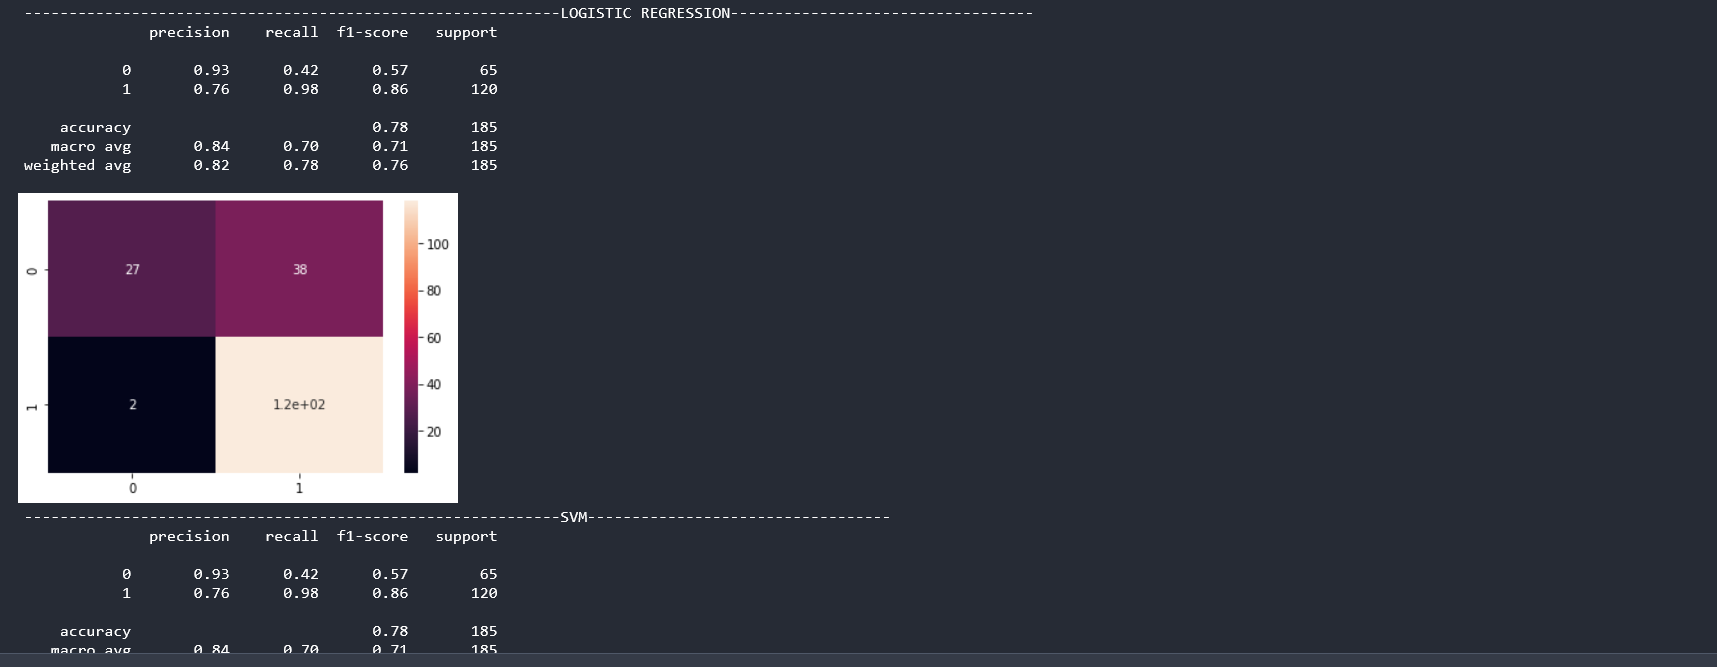 ------------------------------------------------------------LOGISTIC REGRESSION----------------------------------
precision recall f1-score support
0 0.93 0.42 0.57 65
1 0.76 0.98 0.86 120
accuracy 0.78 185
macro avg 0.84 0.70 0.71 185
weighted avg 0.82 0.78 0.76 185
100
0 27 38
80
60
40
1 2 1.2e+02
20
0 1
------------------------------------------------------------SVM----------------------------------
precision recall f1-score support
0 0.93 0.42 0.57 65
1 0.76 0.98 0.86 120
accuracy 0.78 185
macro avg 0.84 0.70 0.71 185